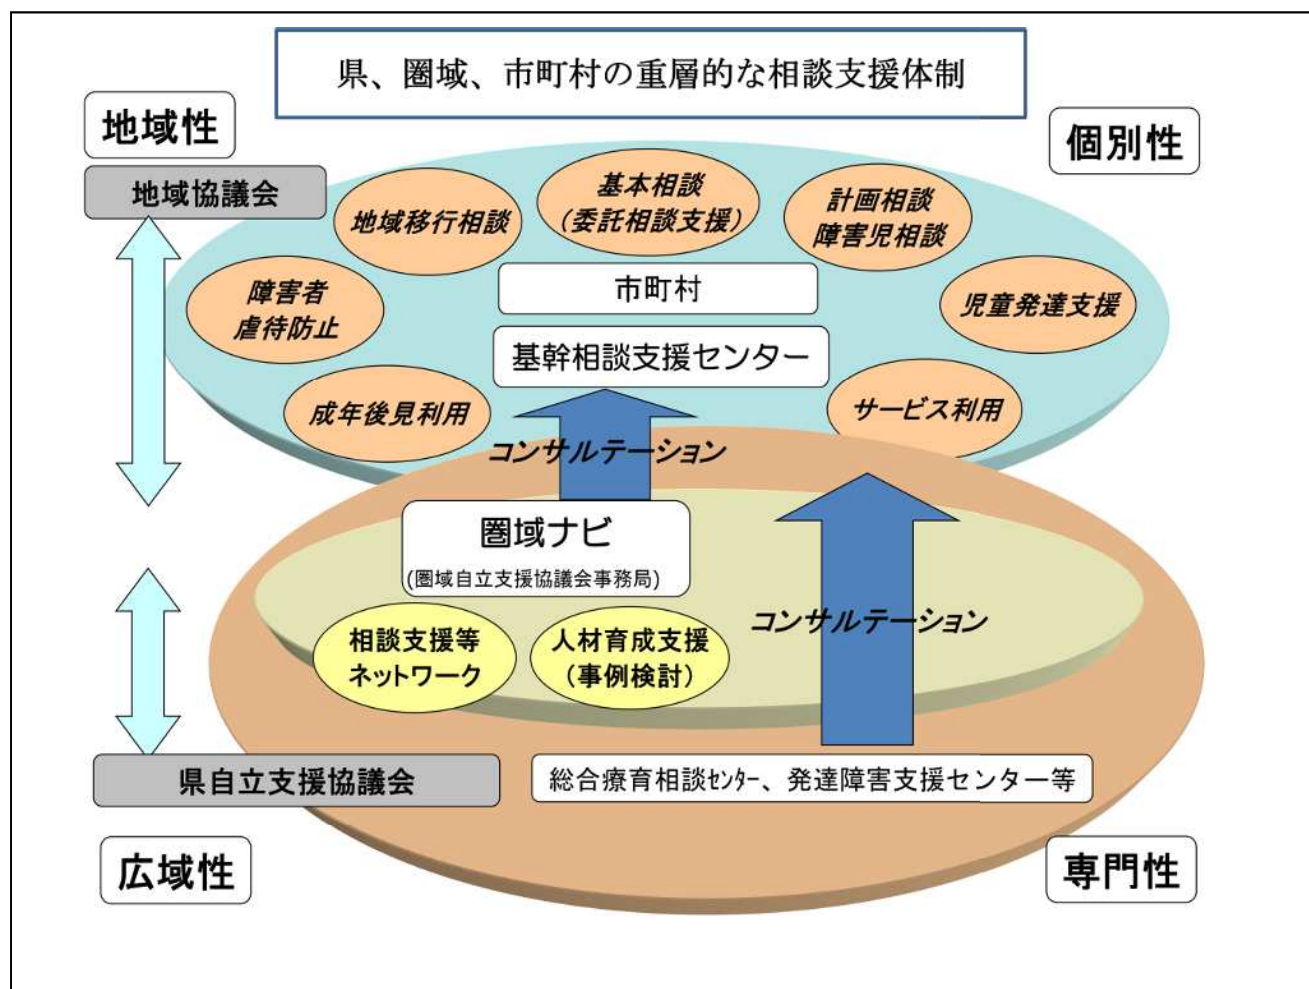 県、圏域、市町村の重層的な相談支援体制
地域性
個別性
地域協議会
地域移行相談
基本相談
(委託相談支援)
計画相談
障害児相談
障害者
虐待防止
市町村
児童発達支援
基幹相談支援センター
成年後見利用
サービス利用
コンサルテーション
圏域ナビ
(圏域自立支援協議会事務局)
コンサルテーション
相談支援等
ネットワーク
人材育成支援
(事例検討)
県自立支援協議会
総合療育相談ｾﾝﾀｰ、発達障害支援センター等
広域性
専門性